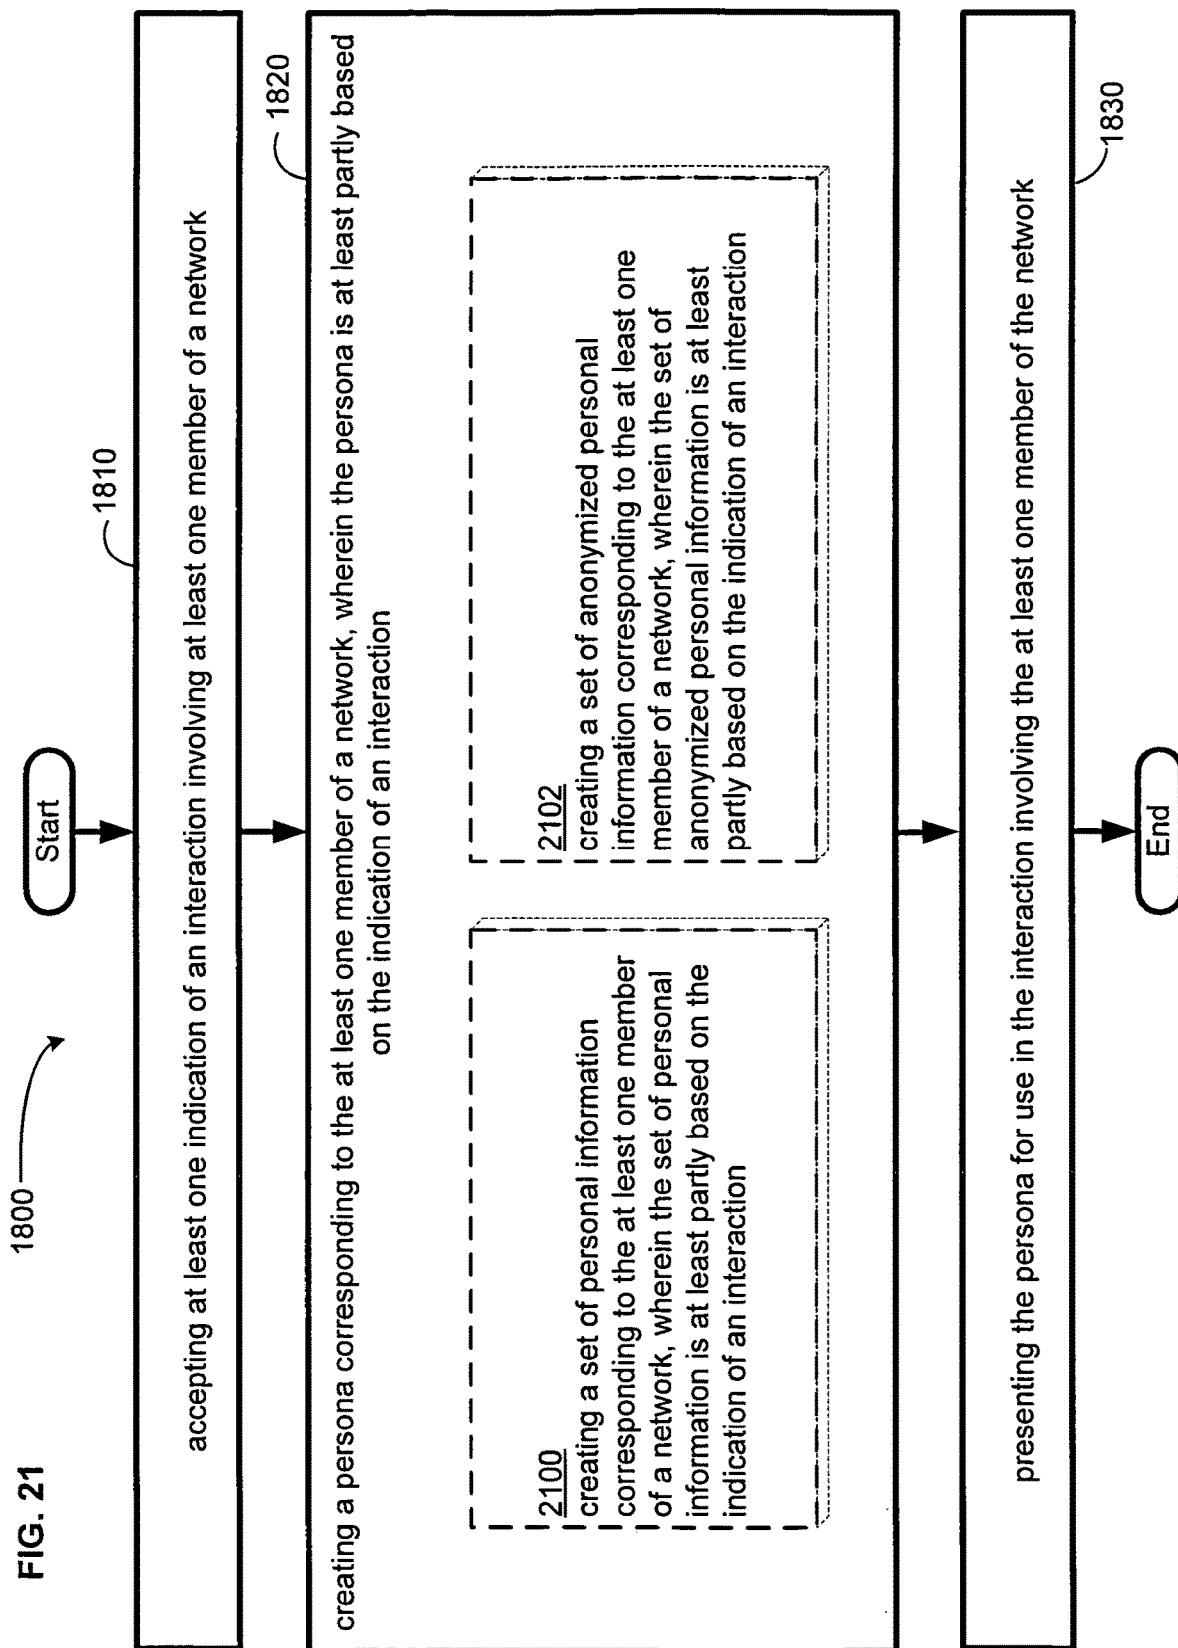 FIG. 21
1800
Start
1810
accepting at least one indication of an interaction involving at least one member of a network
1820
creating a persona corresponding to the at least one member of a network, wherein the persona is at least partly based
on the indication of an interaction
2100
creating a set of personal information
corresponding to the at least one member
of a network, wherein the set of personal
information is at least partly based on the
indication of an interaction
2102
creating a set of anonymized personal
information corresponding to the at least one
member of a network, wherein the set of
anonymized personal information is at least
partly based on the indication of an interaction
1830
presenting the persona for use in the interaction involving the at least one member of the network
End